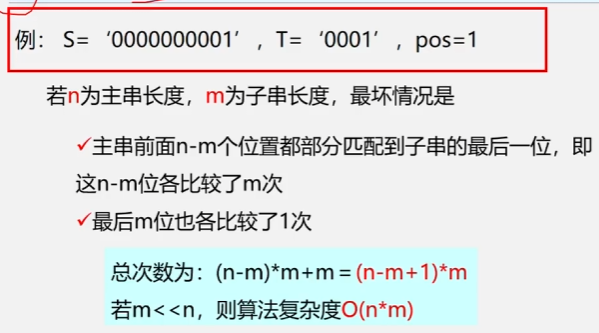 例： S=‘0000000001’，T=‘0001’，pos=1
若n为主串长度，m为子串长度，最坏情况是
✓主串前面n-m个位置都部分匹配到子串的最后一位，即
这n-m位各比较了m次
✓最后m位也各比较了1次
总次数为：(n-m)*m+m＝(n-m+1)*m
若m<<n，则算法复杂度O(n*m)